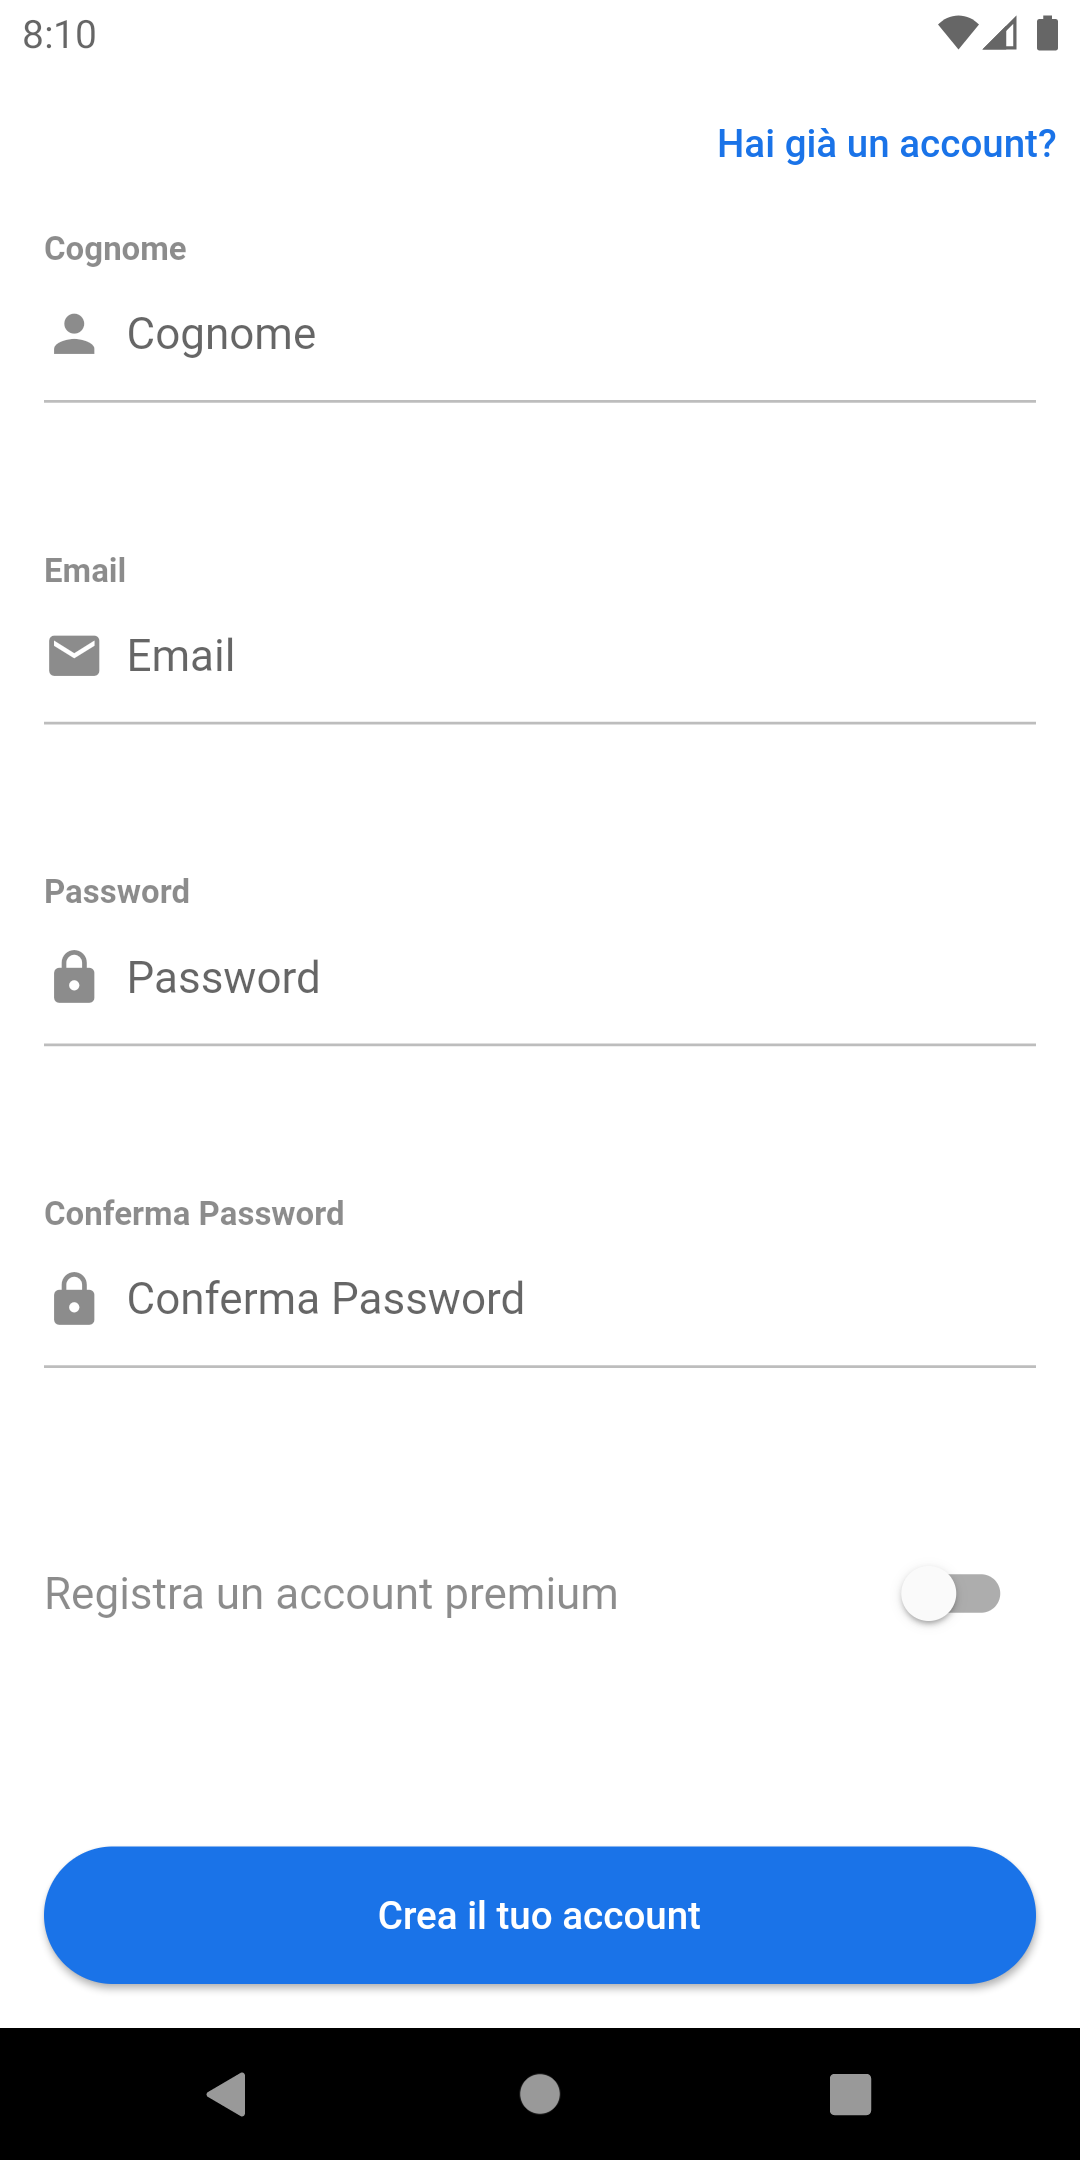 8:10
Hai già un account?
Cognome
Cognome
Email
Email
Password
Password
Conferma Password
Conferma Password
Registra un account premium
Crea il tuo account